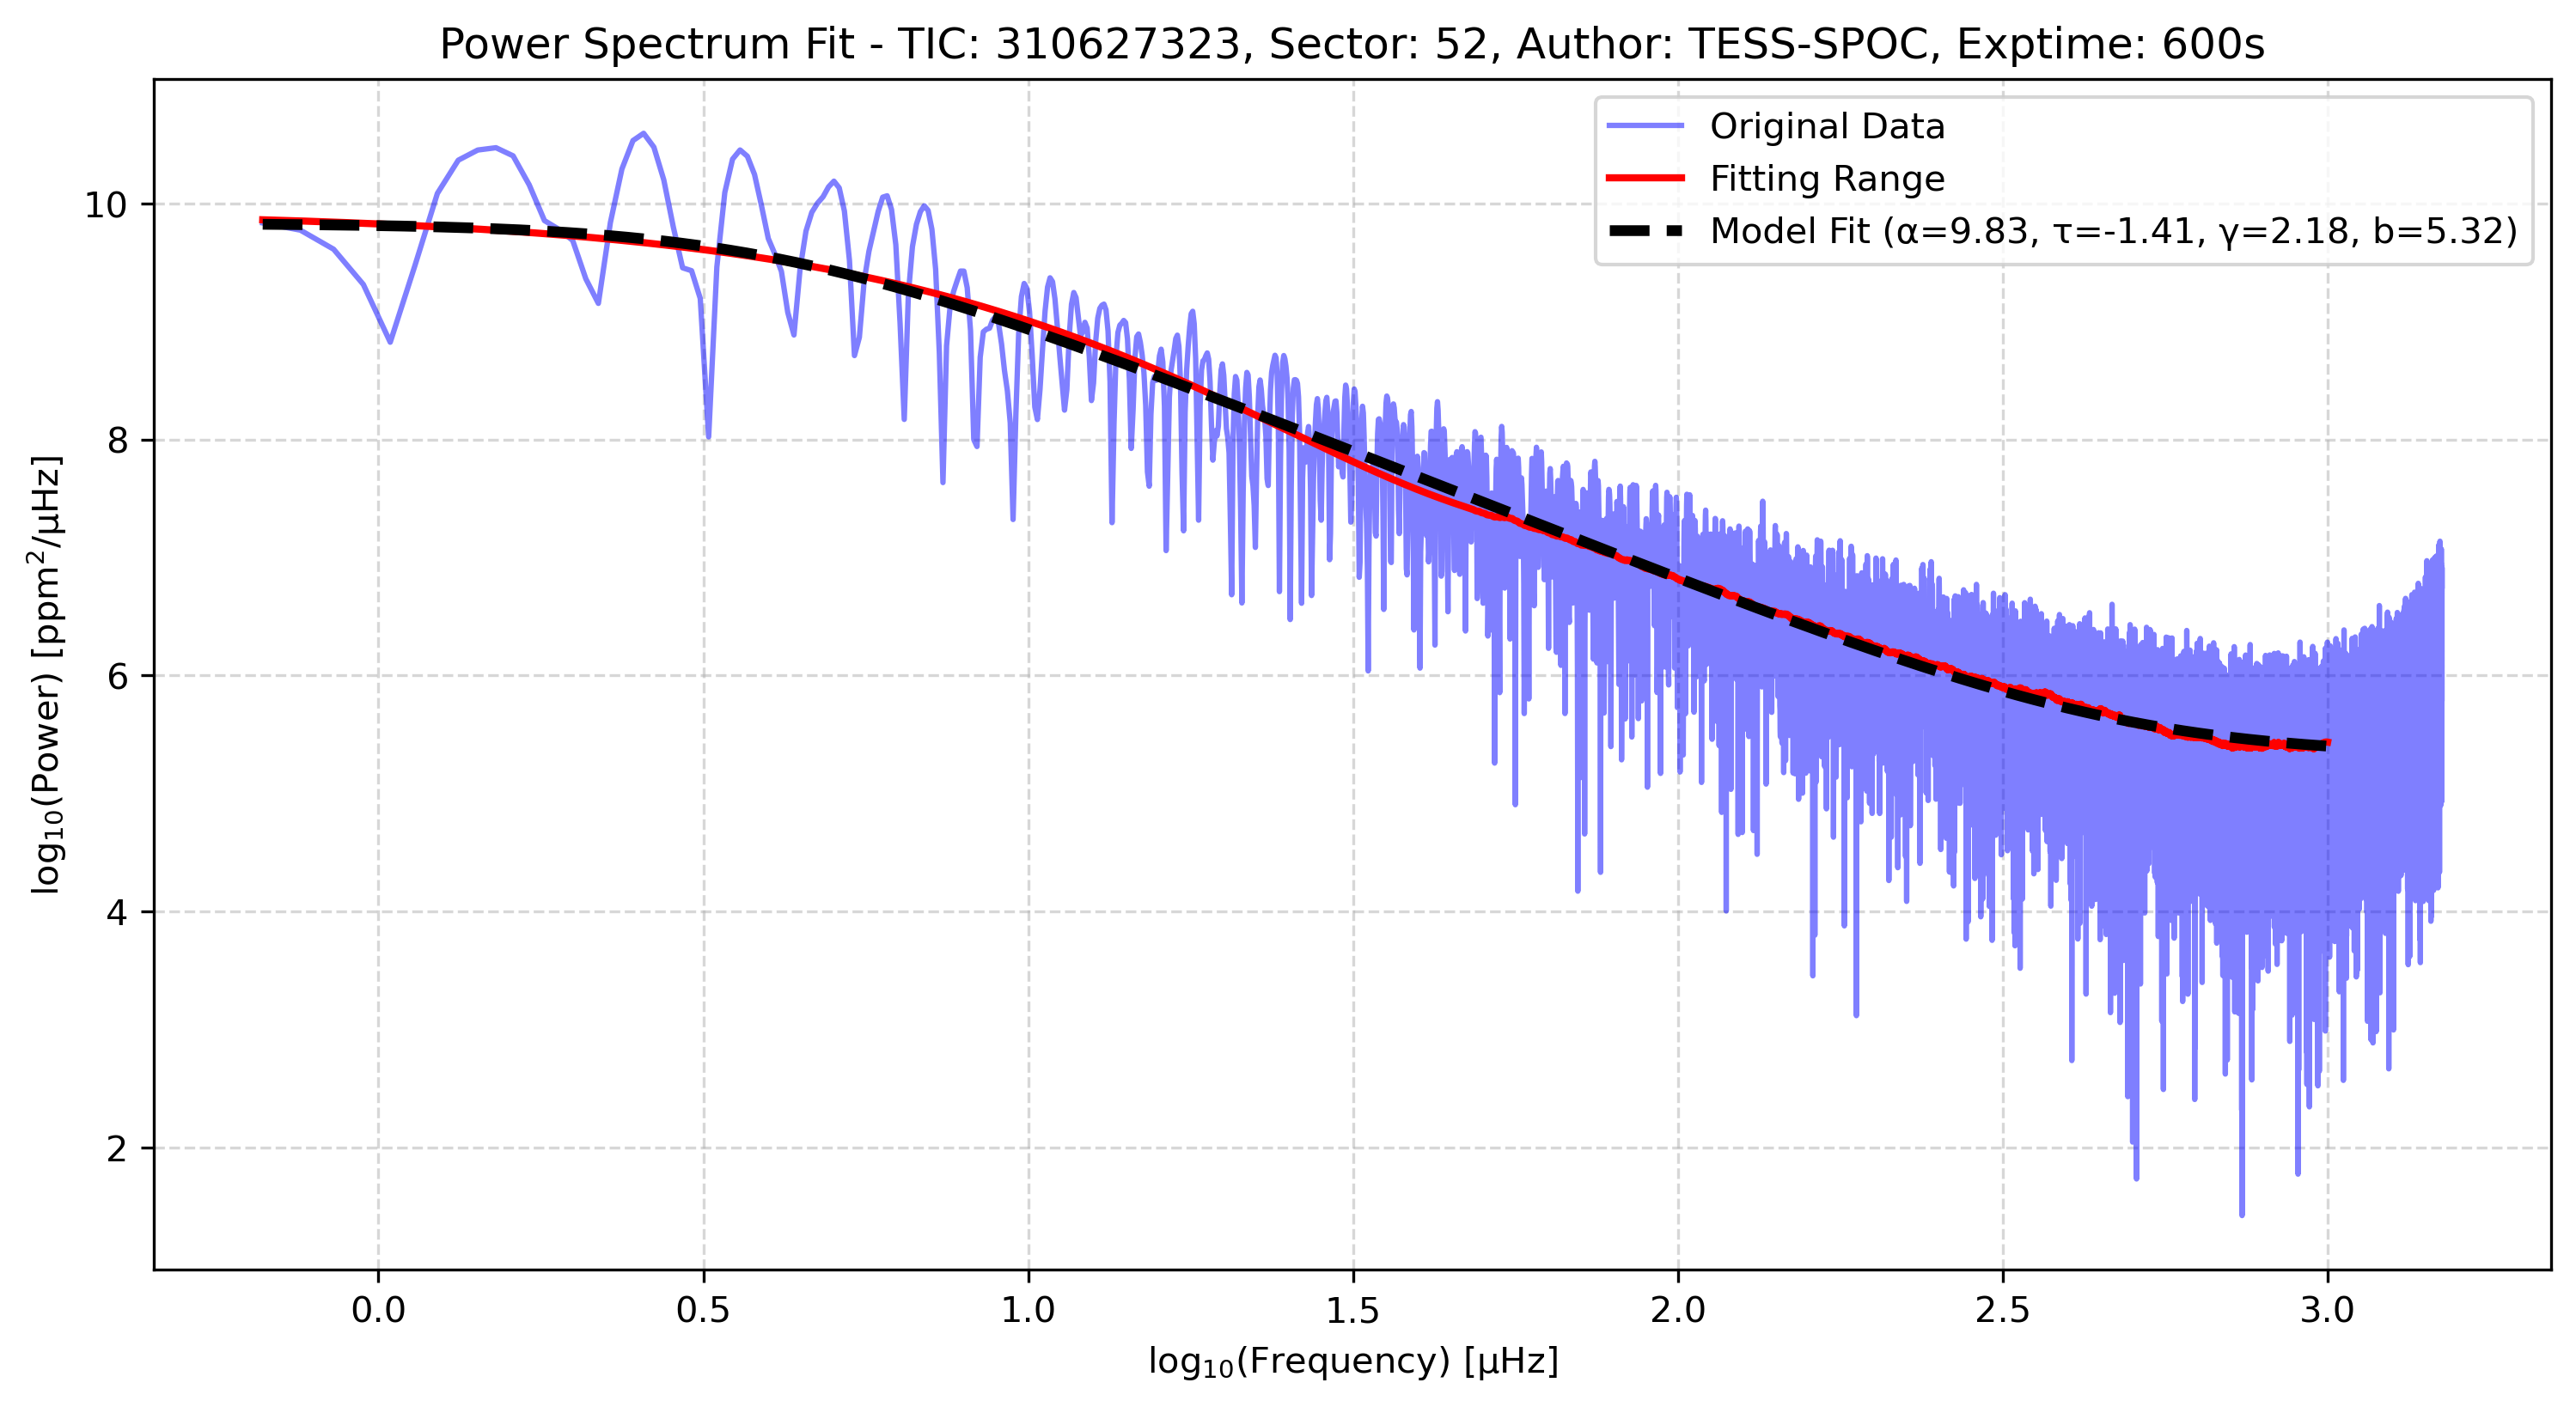 Power Spectrum Fit - TIC: 310627323, Sector: 52, Author: TESS-SPOC, Exptime: 600s
Original Data
Fitting Range
Model Fit (α=9.83, τ=-1.41, γ=2.18, b=5.32)
log₁₀(Power) [ppm²/μHz]
10
8
6
4
2
0.0 0.5 1.0 1.5 2.0 2.5 3.0
log₁₀(Frequency) [μHz]